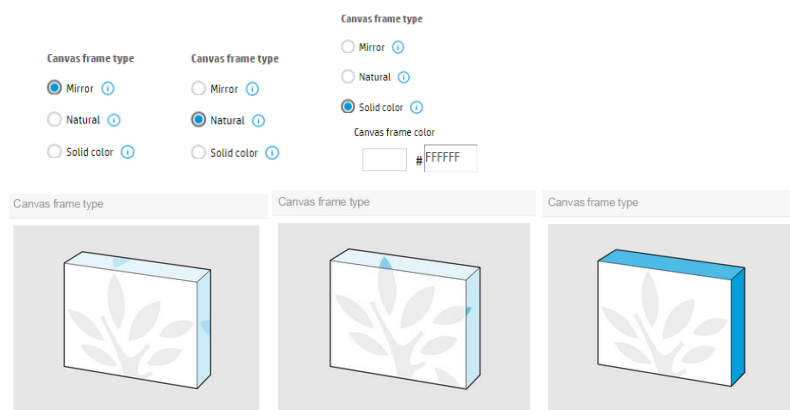 Canvas frame type
Mirror
Natural
Solid color
Canvas frame type
Mirror
Natural
Solid color
Canvas frame type
Mirror
Natural
Solid color
Canvas frame color
# FFFFFF
Canvas frame type
Canvas frame type
Canvas frame type